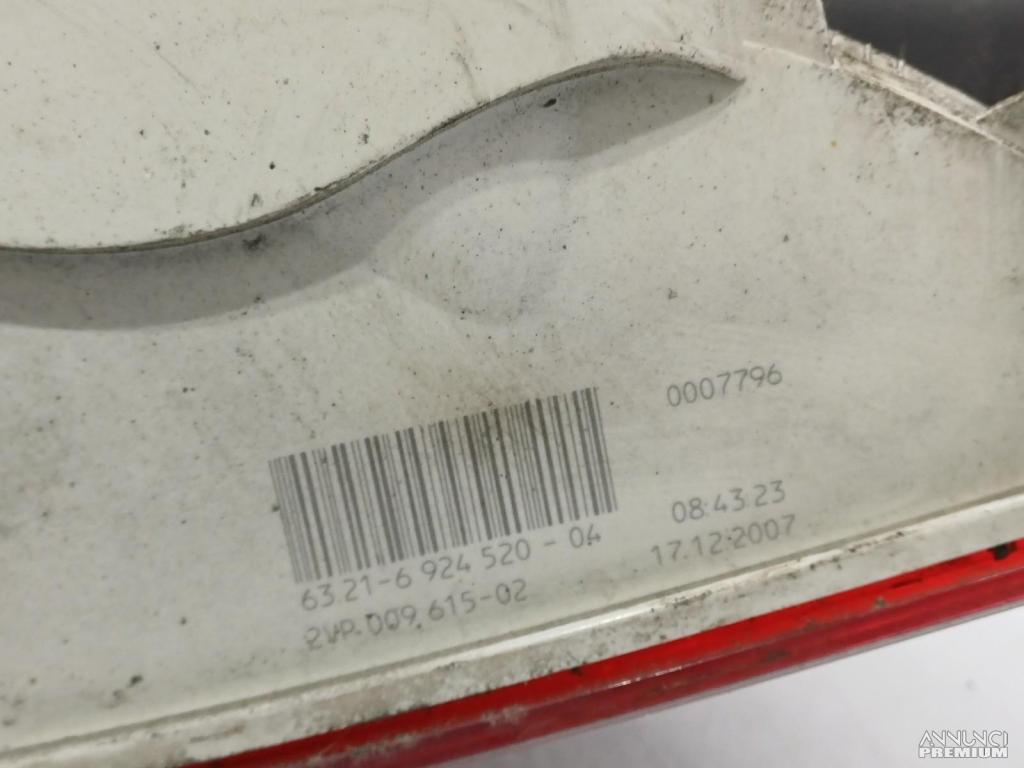 0007796
08:43:23
17.12.2007
63.21-6 924 520 - 04
2VP.009.615-02
ANNUNCI
PREMIUM